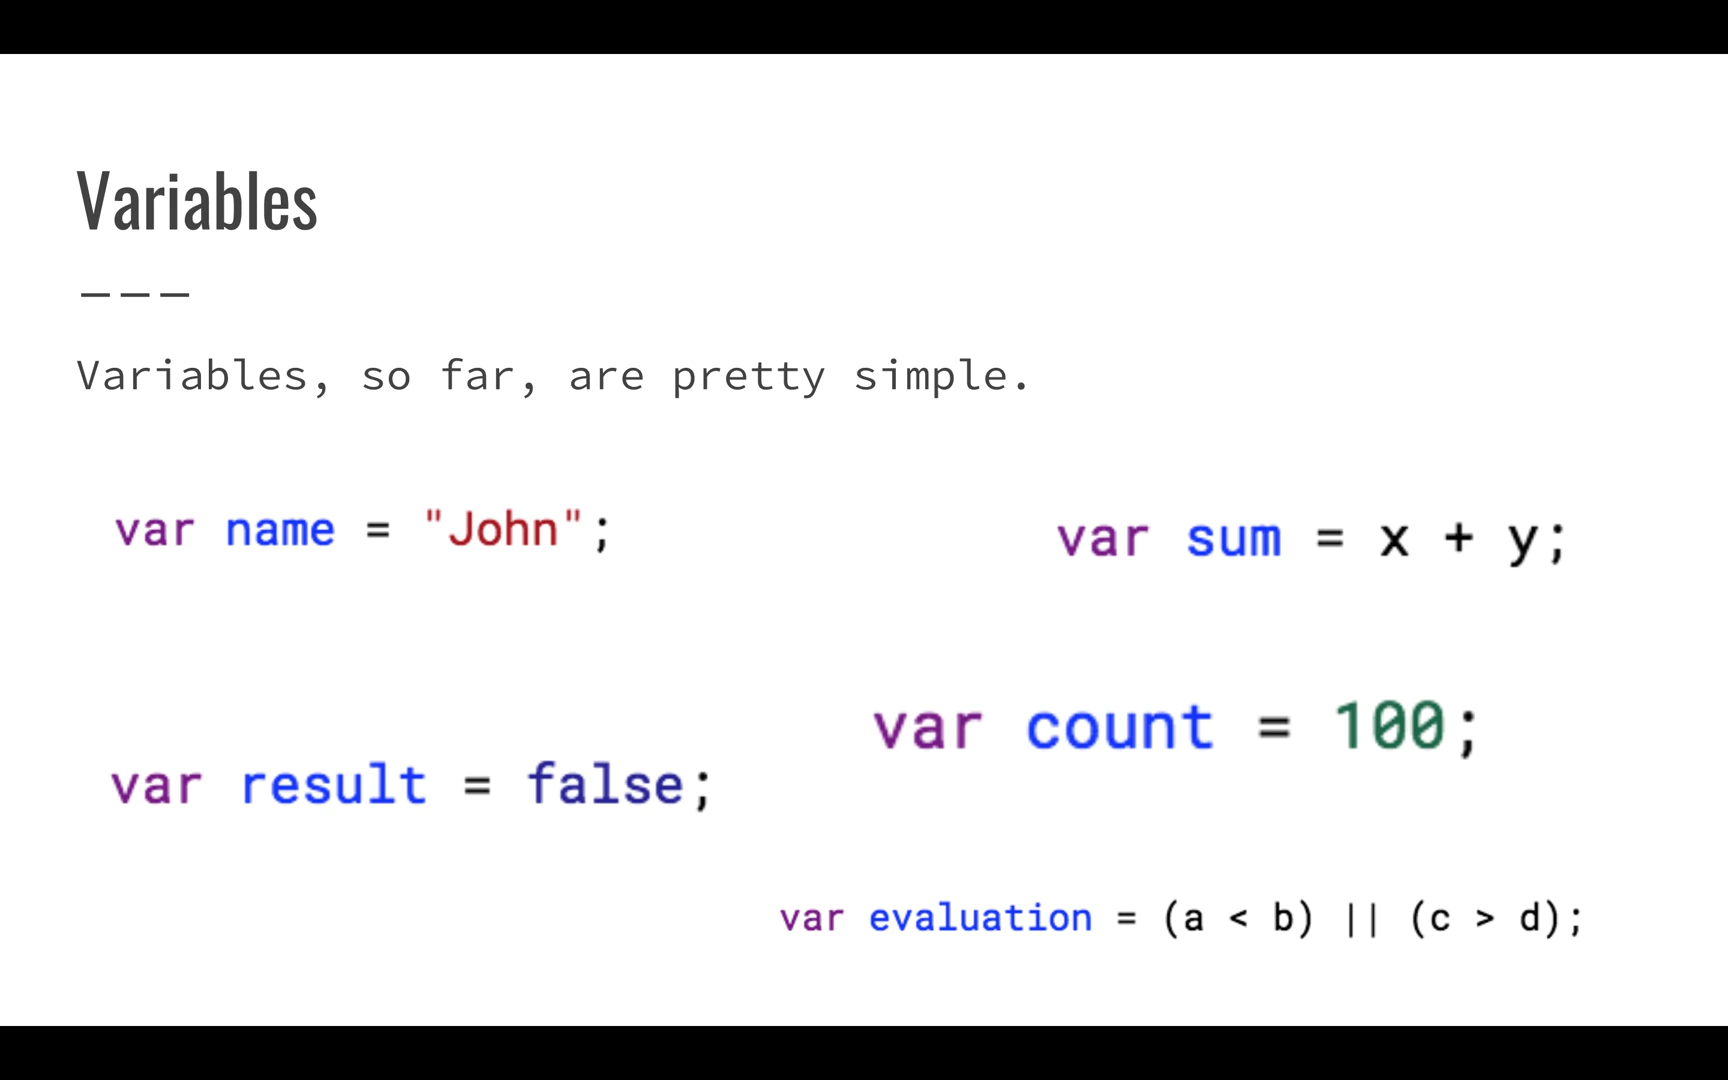 Variables
———
Variables, so far, are pretty simple.
var name = "John";
var sum = x + y;
var count = 100;
var result = false;
var evaluation = (a < b) || (c > d);